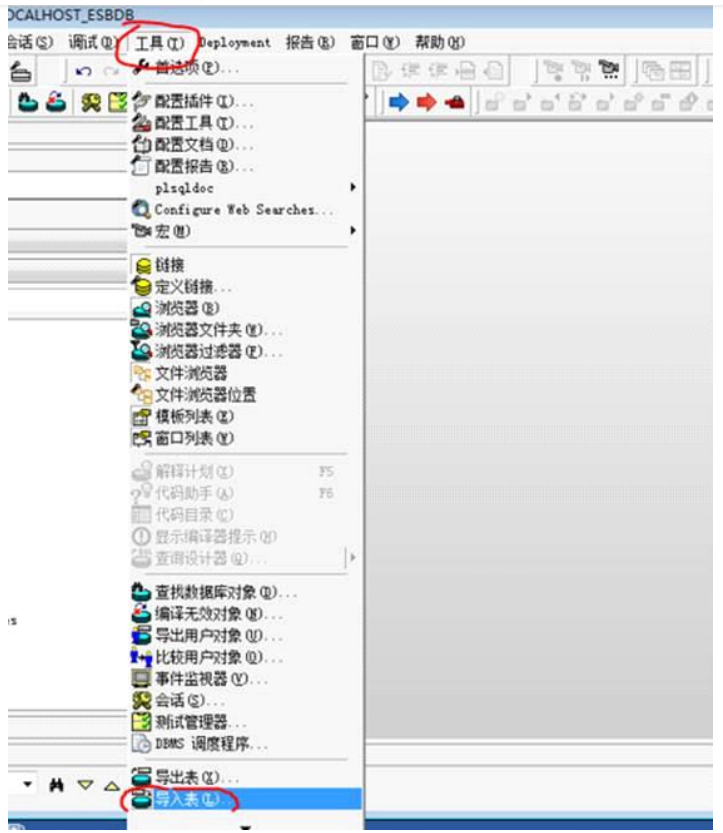 OCALHOST_ESBDB
会话(S) 调试(D) 工具(T) Deployment 报告(R) 窗口(W) 帮助(H)
首选项(P)...
配置插件(I)...
配置工具(T)...
配置文档(D)...
配置报告(R)...
plsqldoc
Configure Web Searches...
宏(M)
链接
定义链接...
浏览器(B)
浏览器文件夹(W)...
浏览器过滤器(F)...
文件浏览器
文件浏览器位置
模板列表(Z)
窗口列表(W)
解释计划(X) F5
代码助手(A) F6
代码目录(C)
显示编译器提示(H)
查询设计器(Q)...
查找数据库对象(D)...
编译无效对象(N)...
导出用户对象(U)...
比较用户对象(O)...
事件监视器(V)...
会话(S)...
测试管理器...
DBMS 调度程序...
es
导出表(X)...
导入表(L)...